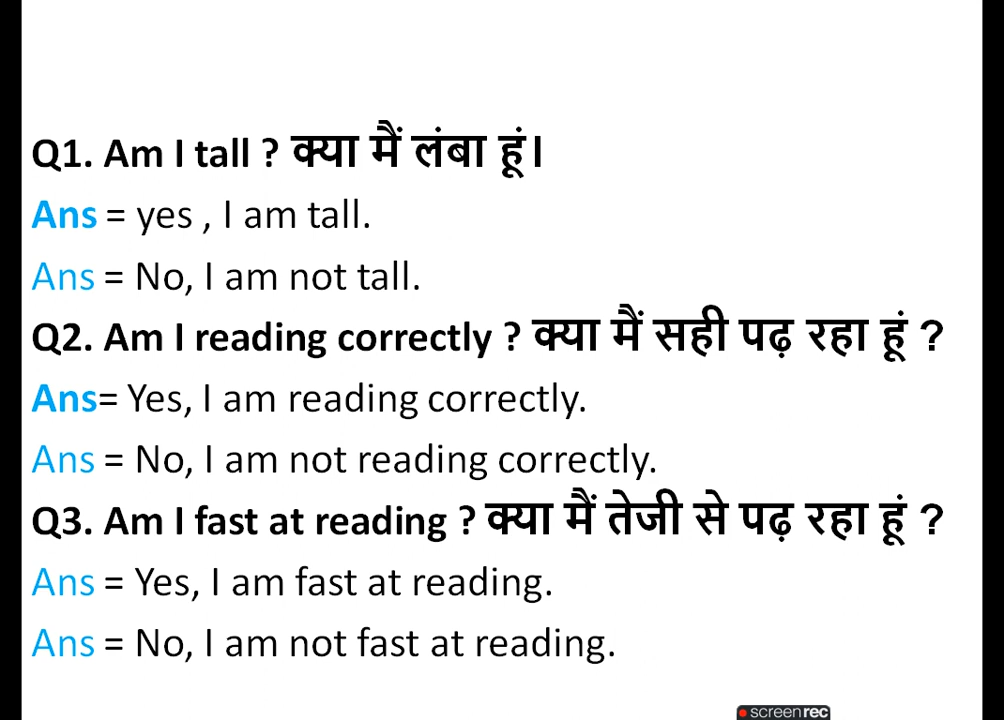 Q1. Am I tall ? क्या मैं लंबा हूं।
Ans = yes , I am tall.
Ans = No, I am not tall.
Q2. Am I reading correctly ? क्या मैं सही पढ़ रहा हूं ?
Ans= Yes, I am reading correctly.
Ans = No, I am not reading correctly.
Q3. Am I fast at reading ? क्या मैं तेजी से पढ़ रहा हूं ?
Ans = Yes, I am fast at reading.
Ans = No, I am not fast at reading.
screenrec